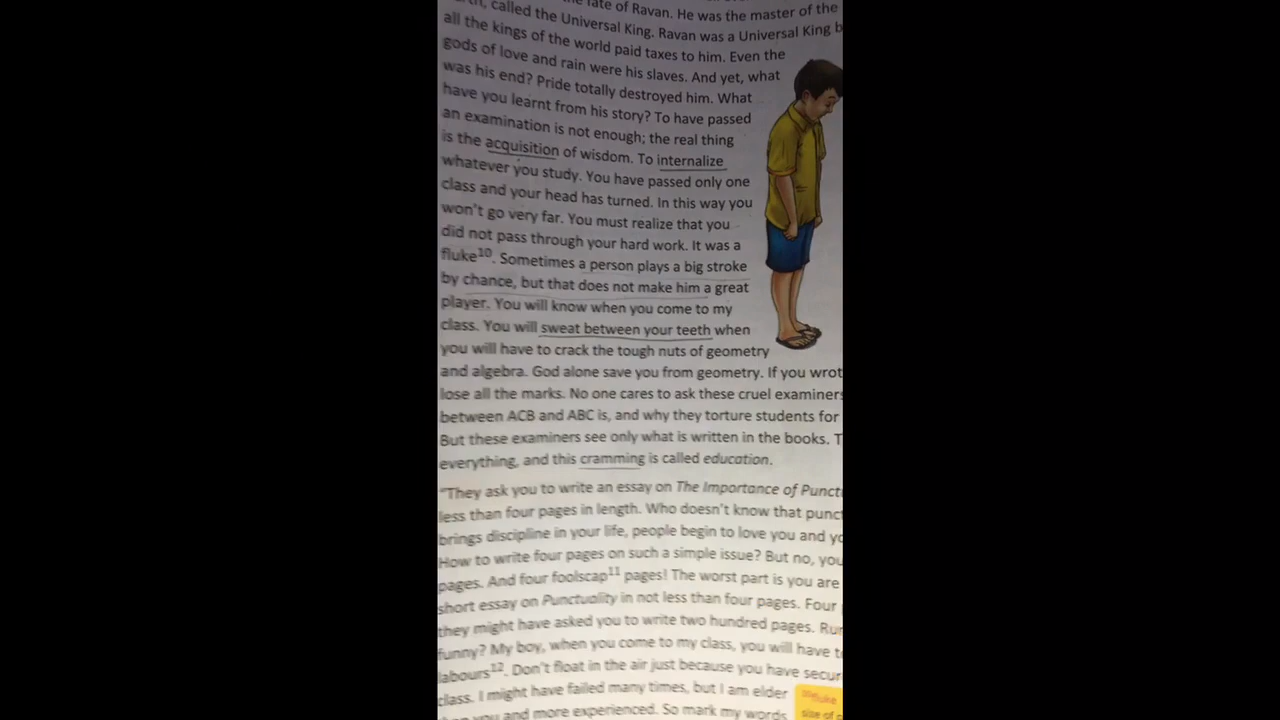 called the Universal King. Ravan was a Universal King
fate of Ravan. He was the master of the
all the kings of the world paid taxes to him. Even the
gods of love and rain were his slaves. And yet, what
was his end? Pride totally destroyed him. What
have you learnt from his story? To have passed
an examination is not enough; the real thing
is the acquisition of wisdom. To internalize
whatever you study. You have passed only one
class and your head has turned. In this way you
won't go very far. You must realize that you
did not pass through your hard work. It was a
fluke10. Sometimes a person plays a big stroke
by chance, but that does not make him a great
player. You will know when you come to my
class. You will sweat between your teeth when
you will have to crack the tough nuts of geometry
and algebra. God alone save you from geometry. If you wrot
lose all the marks. No one cares to ask these cruel examiner
between ACB and ABC is, and why they torture students for
But these examiners see only what is written in the books. T
everything, and this cramming is called education.
"They ask you to write an essay on The Importance of Punct
less than four pages in length. Who doesn't know that punc
brings discipline in your life, people begin to love you and yo
How to write four pages on such a simple issue? But no, you
pages. And four foolscap11 pages! The worst part is you are
short essay on Punctuality in not less than four pages. Four
they might have asked you to write two hundred pages. Ru
funny? My boy, when you come to my class, you will have t
labours12. Don't float in the air just because you have secur
class. I might have failed many times, but I am elder
you and more experienced. So mark my words